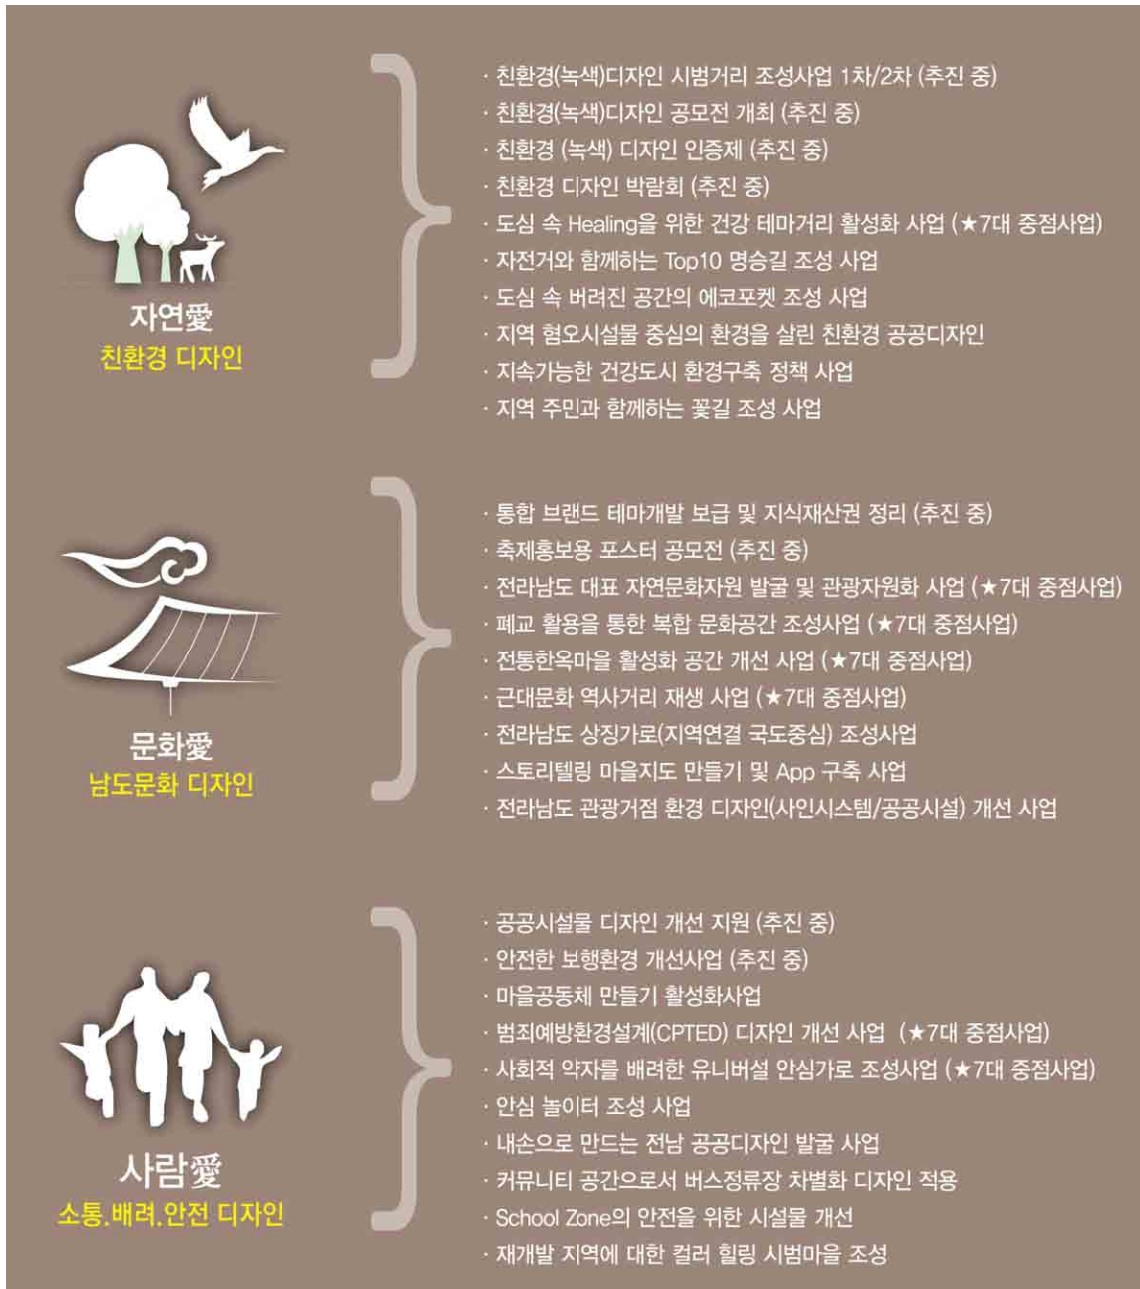 자연愛
친환경 디자인
· 친환경(녹색)디자인 시범거리 조성사업 1차/2차 (추진 중)
· 친환경(녹색)디자인 공모전 개최 (추진 중)
· 친환경 (녹색) 디자인 인증제 (추진 중)
· 친환경 디자인 박람회 (추진 중)
· 도심 속 Healing을 위한 건강 테마거리 활성화 사업 (★7대 중점사업)
· 자전거와 함께하는 Top10 명승길 조성 사업
· 도심 속 버려진 공간의 에코포켓 조성 사업
· 지역 혐오시설물 중심의 환경을 살린 친환경 공공디자인
· 지속가능한 건강도시 환경구축 정책 사업
· 지역 주민과 함께하는 꽃길 조성 사업
문화愛
남도문화 디자인
· 통합 브랜드 테마개발 보급 및 지식재산권 정리 (추진 중)
· 축제홍보용 포스터 공모전 (추진 중)
· 전라남도 대표 자연문화자원 발굴 및 관광자원화 사업 (★7대 중점사업)
· 폐교 활용을 통한 복합 문화공간 조성사업 (★7대 중점사업)
· 전통한옥마을 활성화 공간 개선 사업 (★7대 중점사업)
· 근대문화 역사거리 재생 사업 (★7대 중점사업)
· 전라남도 상징가로(지역연결 국도중심) 조성사업
· 스토리텔링 마을지도 만들기 및 App 구축 사업
· 전라남도 관광거점 환경 디자인(사인시스템/공공시설) 개선 사업
사람愛
소통.배려.안전 디자인
· 공공시설물 디자인 개선 지원 (추진 중)
· 안전한 보행환경 개선사업 (추진 중)
· 마을공동체 만들기 활성화사업
· 범죄예방환경설계(CPTED) 디자인 개선 사업 (★7대 중점사업)
· 사회적 약자를 배려한 유니버설 안심가로 조성사업 (★7대 중점사업)
· 안심 놀이터 조성 사업
· 내손으로 만드는 전남 공공디자인 발굴 사업
· 커뮤니티 공간으로서 버스정류장 차별화 디자인 적용
· School Zone의 안전을 위한 시설물 개선
· 재개발 지역에 대한 컬러 힐링 시범마을 조성